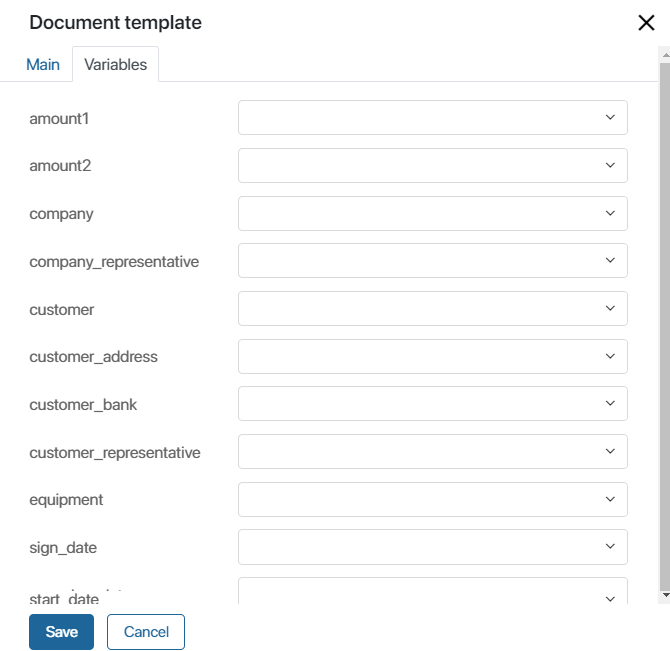 Document template
Main Variables
amount1
amount2
company
company_representative
customer
customer_address
customer_bank
customer_representative
equipment
sign_date
start_date
Save Cancel